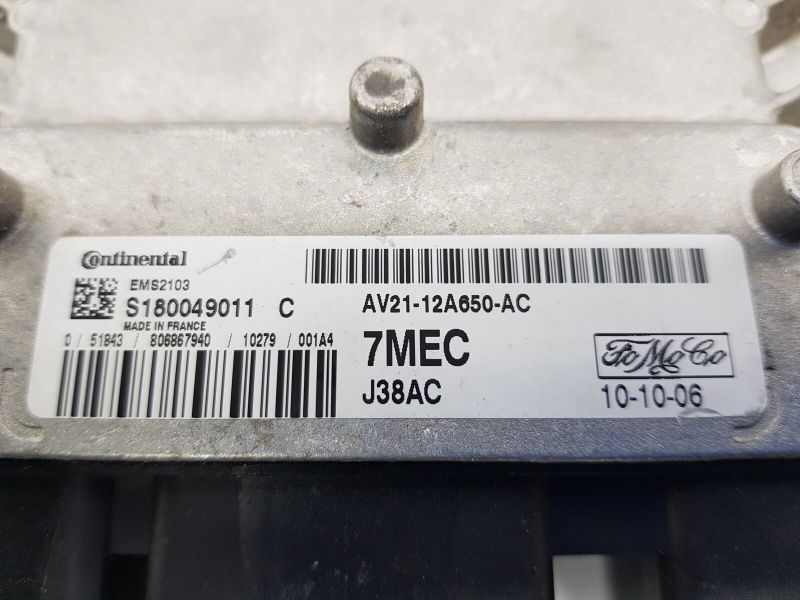 Continental
EMS2103
S180049011 C
MADE IN FRANCE
0 / 51843 / 806867940 / 10279 / 001A4
AV21-12A650-AC
7MEC
J38AC
FoMoCo
10-10-06